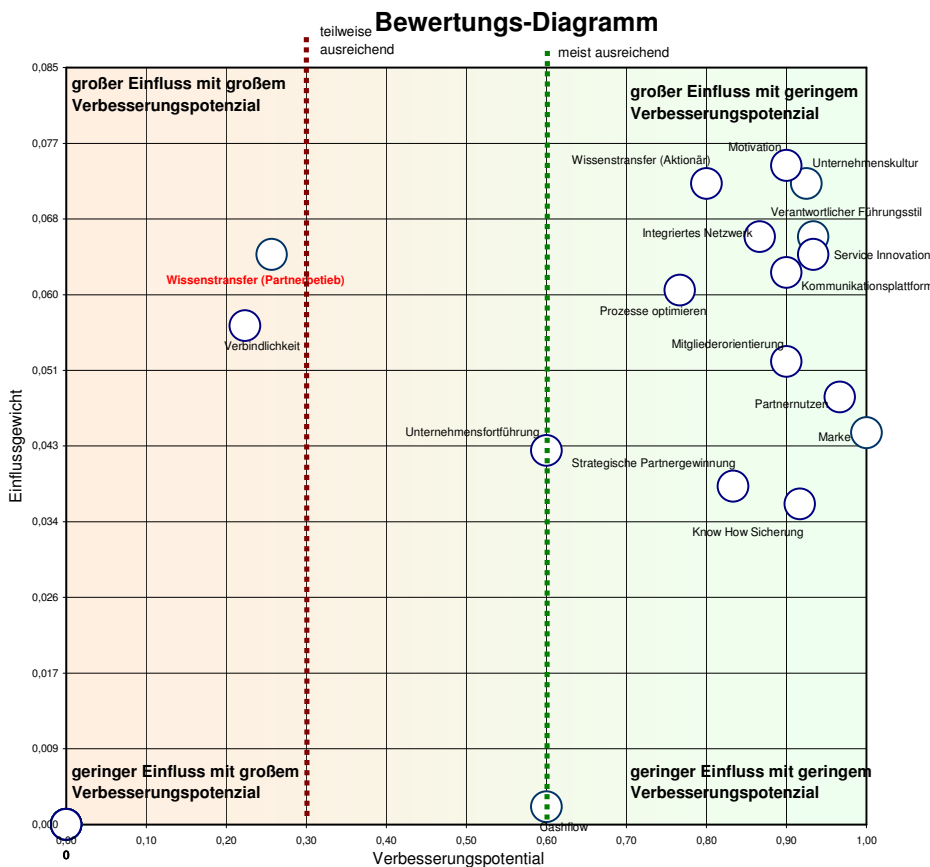 Bewertungs-Diagramm
teilweise
ausreichend
meist ausreichend
0,085
großer Einfluss mit großem
Verbesserungspotenzial
großer Einfluss mit geringem
Verbesserungspotenzial
0,077
Motivation
Wissenstransfer (Aktionär)
Unternehmenskultur
0,068
Verantwortlicher Führungsstil
Integriertes Netzwerk
Service Innovation
Wissenstransfer (Partnerbetieb)
Kommunikationsplattform
0,060
Prozesse optimieren
Verbindlichkeit
Mitgliederorientierung
0,051
Partnernutzen
Unternehmensfortführung
Marke
0,043
Strategische Partnergewinnung
0,034
Know How Sicherung
0,026
0,017
0,009
geringer Einfluss mit großem
Verbesserungspotenzial
geringer Einfluss mit geringem
Verbesserungspotenzial
Cashflow
0,000
0,00 0,10 0,20 0,30 0,40 0,50 0,60 0,70 0,80 0,90 1,00
0
Verbesserungspotential
Einflussgewicht